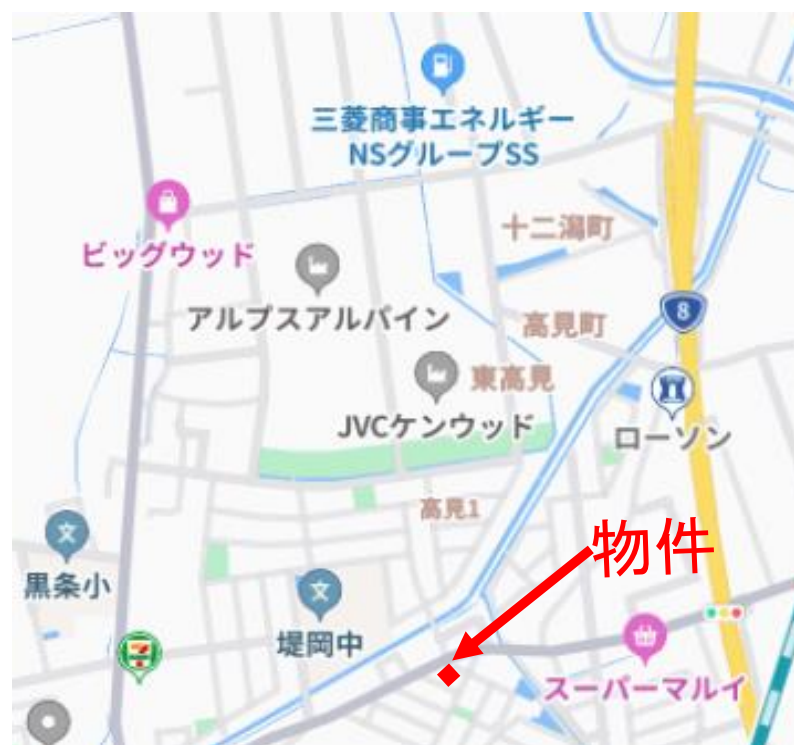 三菱商事エネルギー
NSグループSS
十二潟町
ビッグウッド
アルプスアルパイン
8
高見町
東高見
JVCケンウッド
ローソン
高見1
物件
文
黒条小
文
堤岡中
7
スーパーマルイ